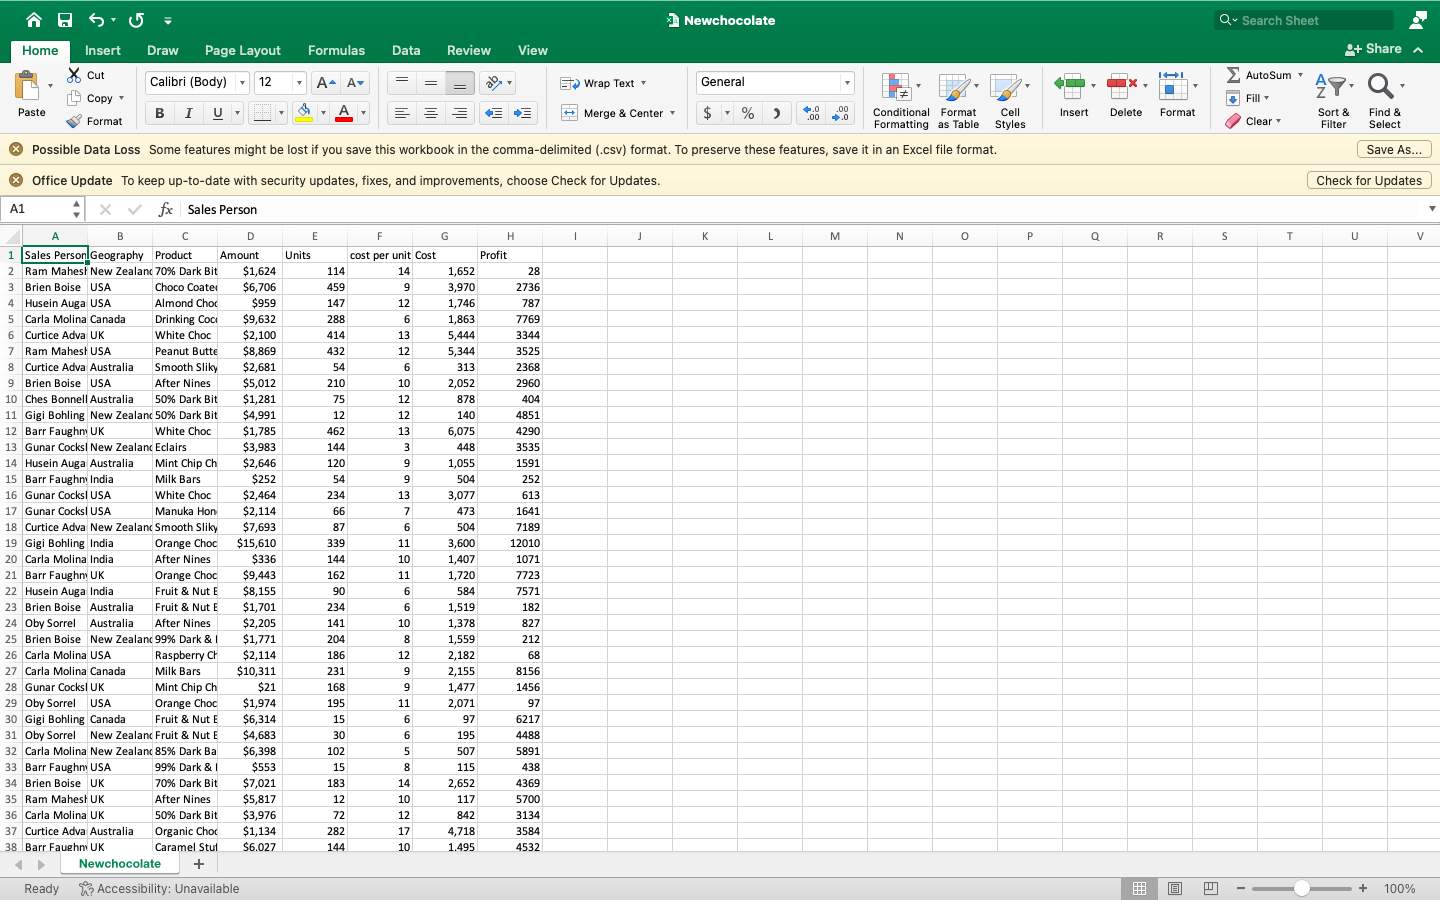 Newchocolate
Search Sheet
Home Insert Draw Page Layout Formulas Data Review View Share
Paste Cut Copy Format
Calibri (Body) 12 A A
B I U A
Wrap Text
Merge & Center
General
$ % .0 .00 .00 .0
Conditional Formatting
Format as Table
Cell Styles
Insert Delete Format
AutoSum
Fill
Clear
Sort & Filter
Find & Select
Possible Data Loss Some features might be lost if you save this workbook in the comma-delimited (.csv) format. To preserve these features, save it in an Excel file format. Save As...
Office Update To keep up-to-date with security updates, fixes, and improvements, choose Check for Updates. Check for Updates
A1 fx Sales Person
A B C D E F G H I J K L M N O P Q R S T U V
1 Sales Person Geography Product Amount Units cost per unit Cost Profit
2 Ram Mahesh New Zealand 70% Dark Bit $1,624 114 14 1,652 28
3 Brien Boise USA Choco Coated $6,706 459 9 3,970 2736
4 Husein Auga USA Almond Choc $959 147 12 1,746 787
5 Carla Molina Canada Drinking Coco $9,632 288 6 1,863 7769
6 Curtice Adva UK White Choc $2,100 414 13 5,444 3344
7 Ram Mahesh USA Peanut Butte $8,869 432 12 5,344 3525
8 Curtice Adva Australia Smooth Sliky $2,681 54 6 313 2368
9 Brien Boise USA After Nines $5,012 210 10 2,052 2960
10 Ches Bonnell Australia 50% Dark Bit $1,281 75 12 878 404
11 Gigi Bohling New Zealand 50% Dark Bit $4,991 12 12 140 4851
12 Barr Faughny UK White Choc $1,785 462 13 6,075 4290
13 Gunar Cocksh New Zealand Eclairs $3,983 144 3 448 3535
14 Husein Auga Australia Mint Chip Ch $2,646 120 9 1,055 1591
15 Barr Faughny India Milk Bars $252 54 9 504 252
16 Gunar Cocksh USA White Choc $2,464 234 13 3,077 613
17 Gunar Cocksh USA Manuka Hon $2,114 66 7 473 1641
18 Curtice Adva New Zealand Smooth Sliky $7,693 87 6 504 7189
19 Gigi Bohling India Orange Choc $15,610 339 11 3,600 12010
20 Carla Molina India After Nines $336 144 10 1,407 1071
21 Barr Faughny UK Orange Choc $9,443 162 11 1,720 7723
22 Husein Auga India Fruit & Nut B $8,155 90 6 584 7571
23 Brien Boise Australia Fruit & Nut B $1,701 234 6 1,519 182
24 Oby Sorrel Australia After Nines $2,205 141 10 1,378 827
25 Brien Boise New Zealand 99% Dark & $1,771 204 8 1,559 212
26 Carla Molina USA Raspberry Ch $2,114 186 12 2,182 68
27 Carla Molina Canada Milk Bars $10,311 231 9 2,155 8156
28 Gunar Cocksh UK Mint Chip Ch $21 168 9 1,477 1456
29 Oby Sorrel USA Orange Choc $1,974 195 11 2,071 97
30 Gigi Bohling Canada Fruit & Nut B $6,314 15 6 97 6217
31 Oby Sorrel New Zealand Fruit & Nut B $4,683 30 6 195 4488
32 Carla Molina New Zealand 85% Dark Ba $6,398 102 5 507 5891
33 Barr Faughny USA 99% Dark & $553 15 8 115 438
34 Brien Boise UK 70% Dark Bit $7,021 183 14 2,652 4369
35 Ram Mahesh UK After Nines $5,817 12 10 117 5700
36 Carla Molina UK 50% Dark Bit $3,976 72 12 842 3134
37 Curtice Adva Australia Organic Choc $1,134 282 17 4,718 3584
38 Barr Faughny UK Caramel Stuf $6,027 144 10 1,495 4532
Newchocolate +
Ready Accessibility: Unavailable 100%